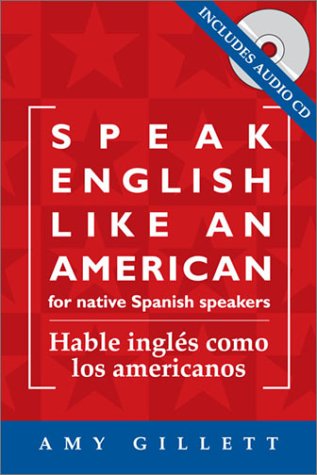 INCLUDES AUDIO CD
SPEAK
ENGLISH
LIKE AN
AMERICAN
for native Spanish speakers
Hable inglés como
los americanos
AMY GILLETT